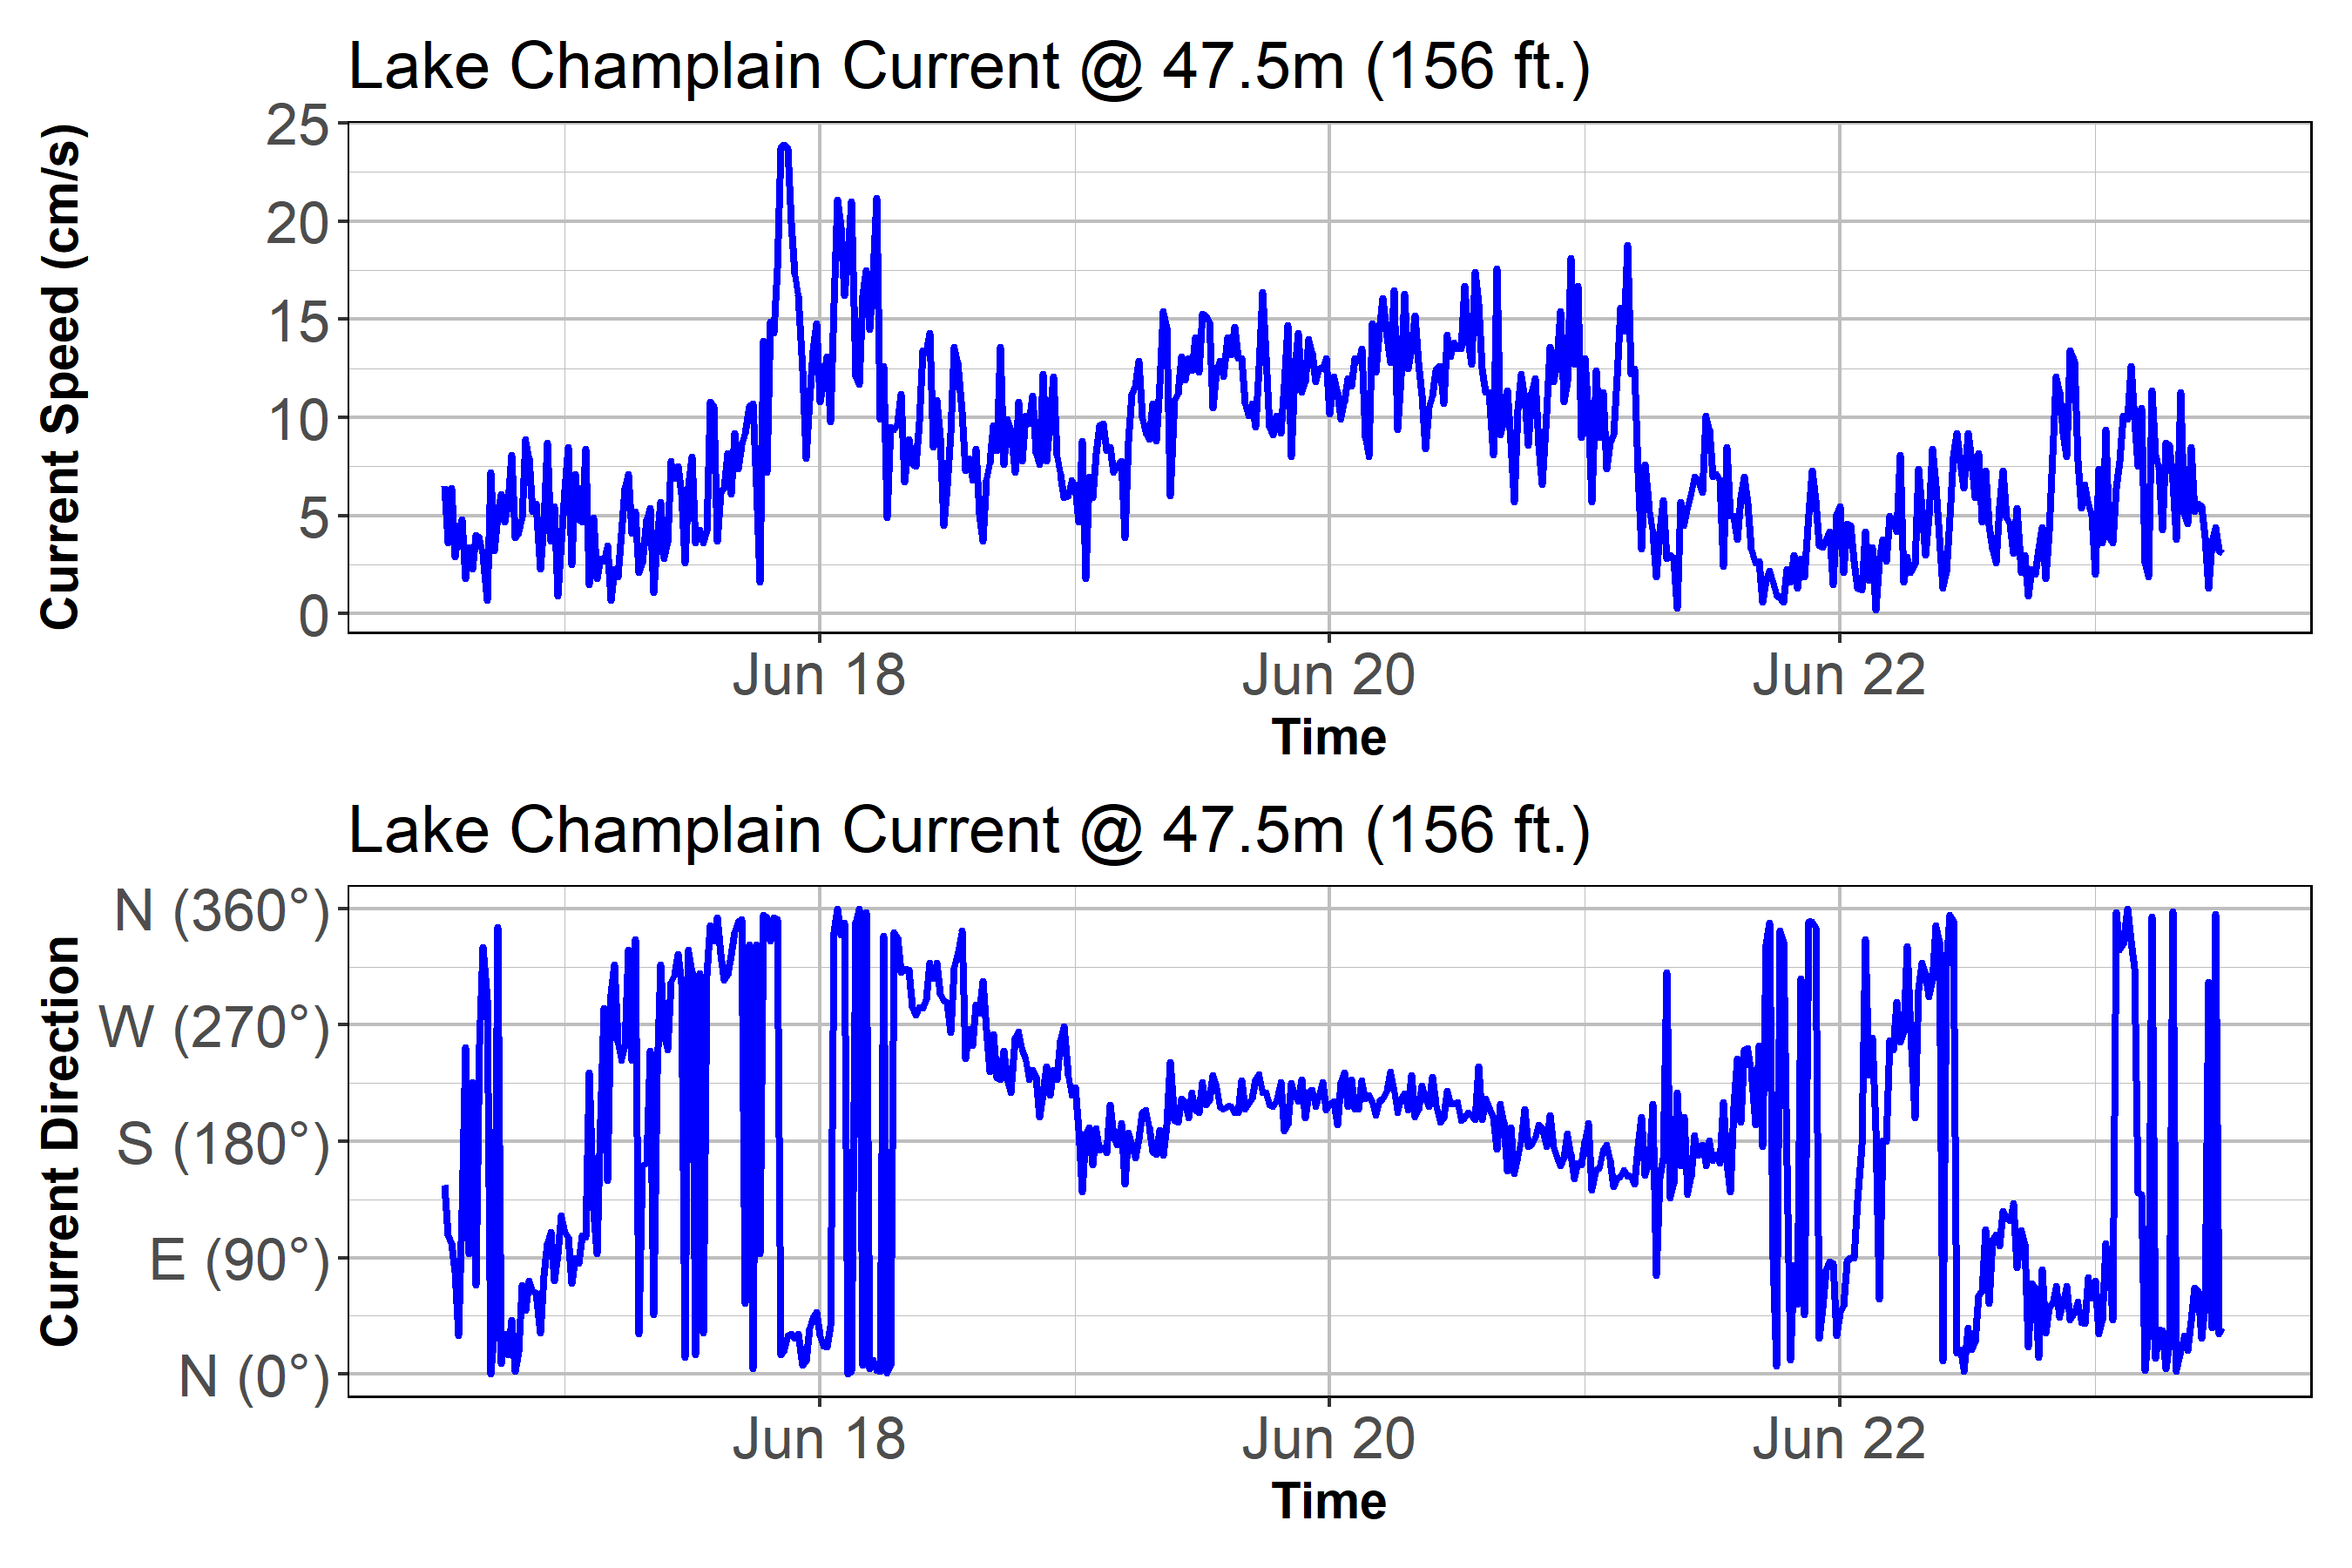 Lake Champlain Current @ 47.5m (156 ft.)
Current Speed (cm/s)
25
20
15
10
5
0
Jun 18 Jun 20 Jun 22
Time
Lake Champlain Current @ 47.5m (156 ft.)
Current Direction
N (360°)
W (270°)
S (180°)
E (90°)
N (0°)
Jun 18 Jun 20 Jun 22
Time